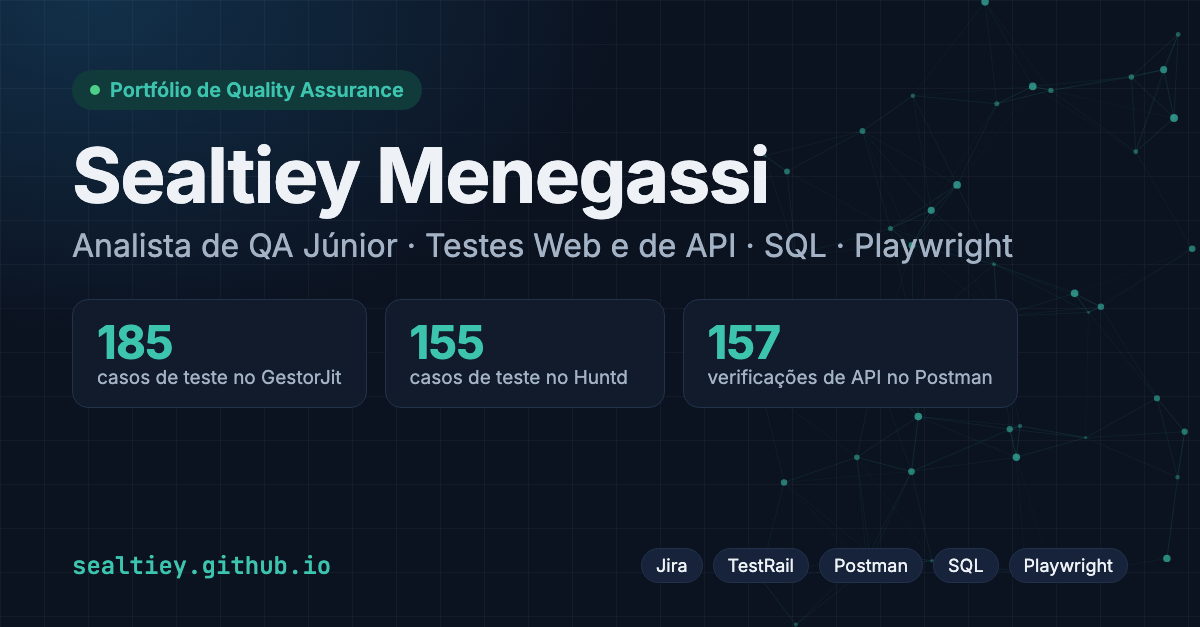 Portfólio de Quality Assurance
Sealtiey Menegassi
Analista de QA Júnior · Testes Web e de API · SQL · Playwright
185
casos de teste no GestorJit
155
casos de teste no Huntd
157
verificações de API no Postman
sealtiey.github.io
Jira
TestRail
Postman
SQL
Playwright